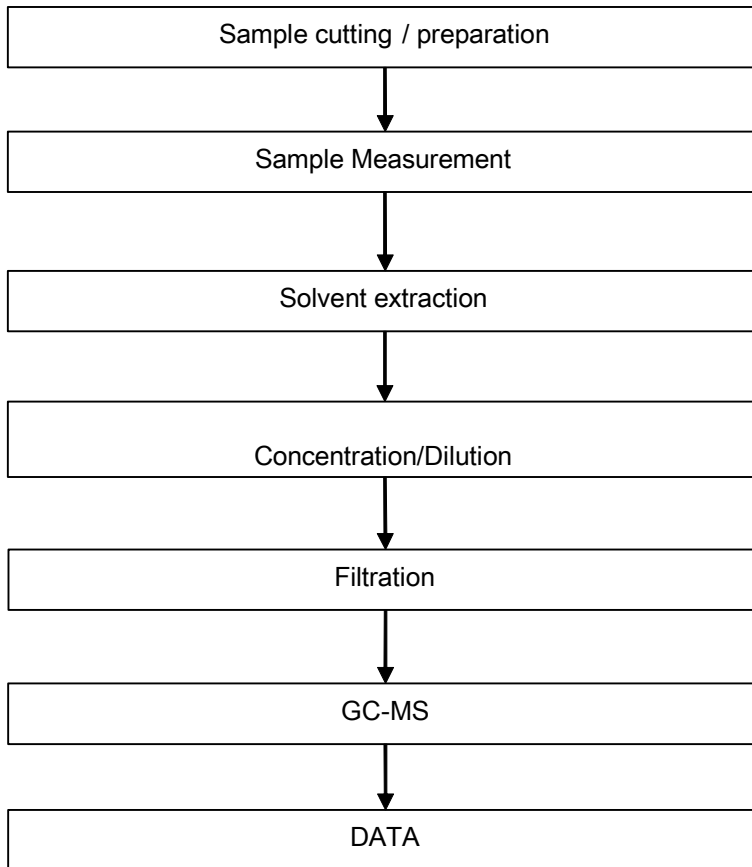 Sample cutting / preparation
Sample Measurement
Solvent extraction
Concentration/Dilution
Filtration
GC-MS
DATA